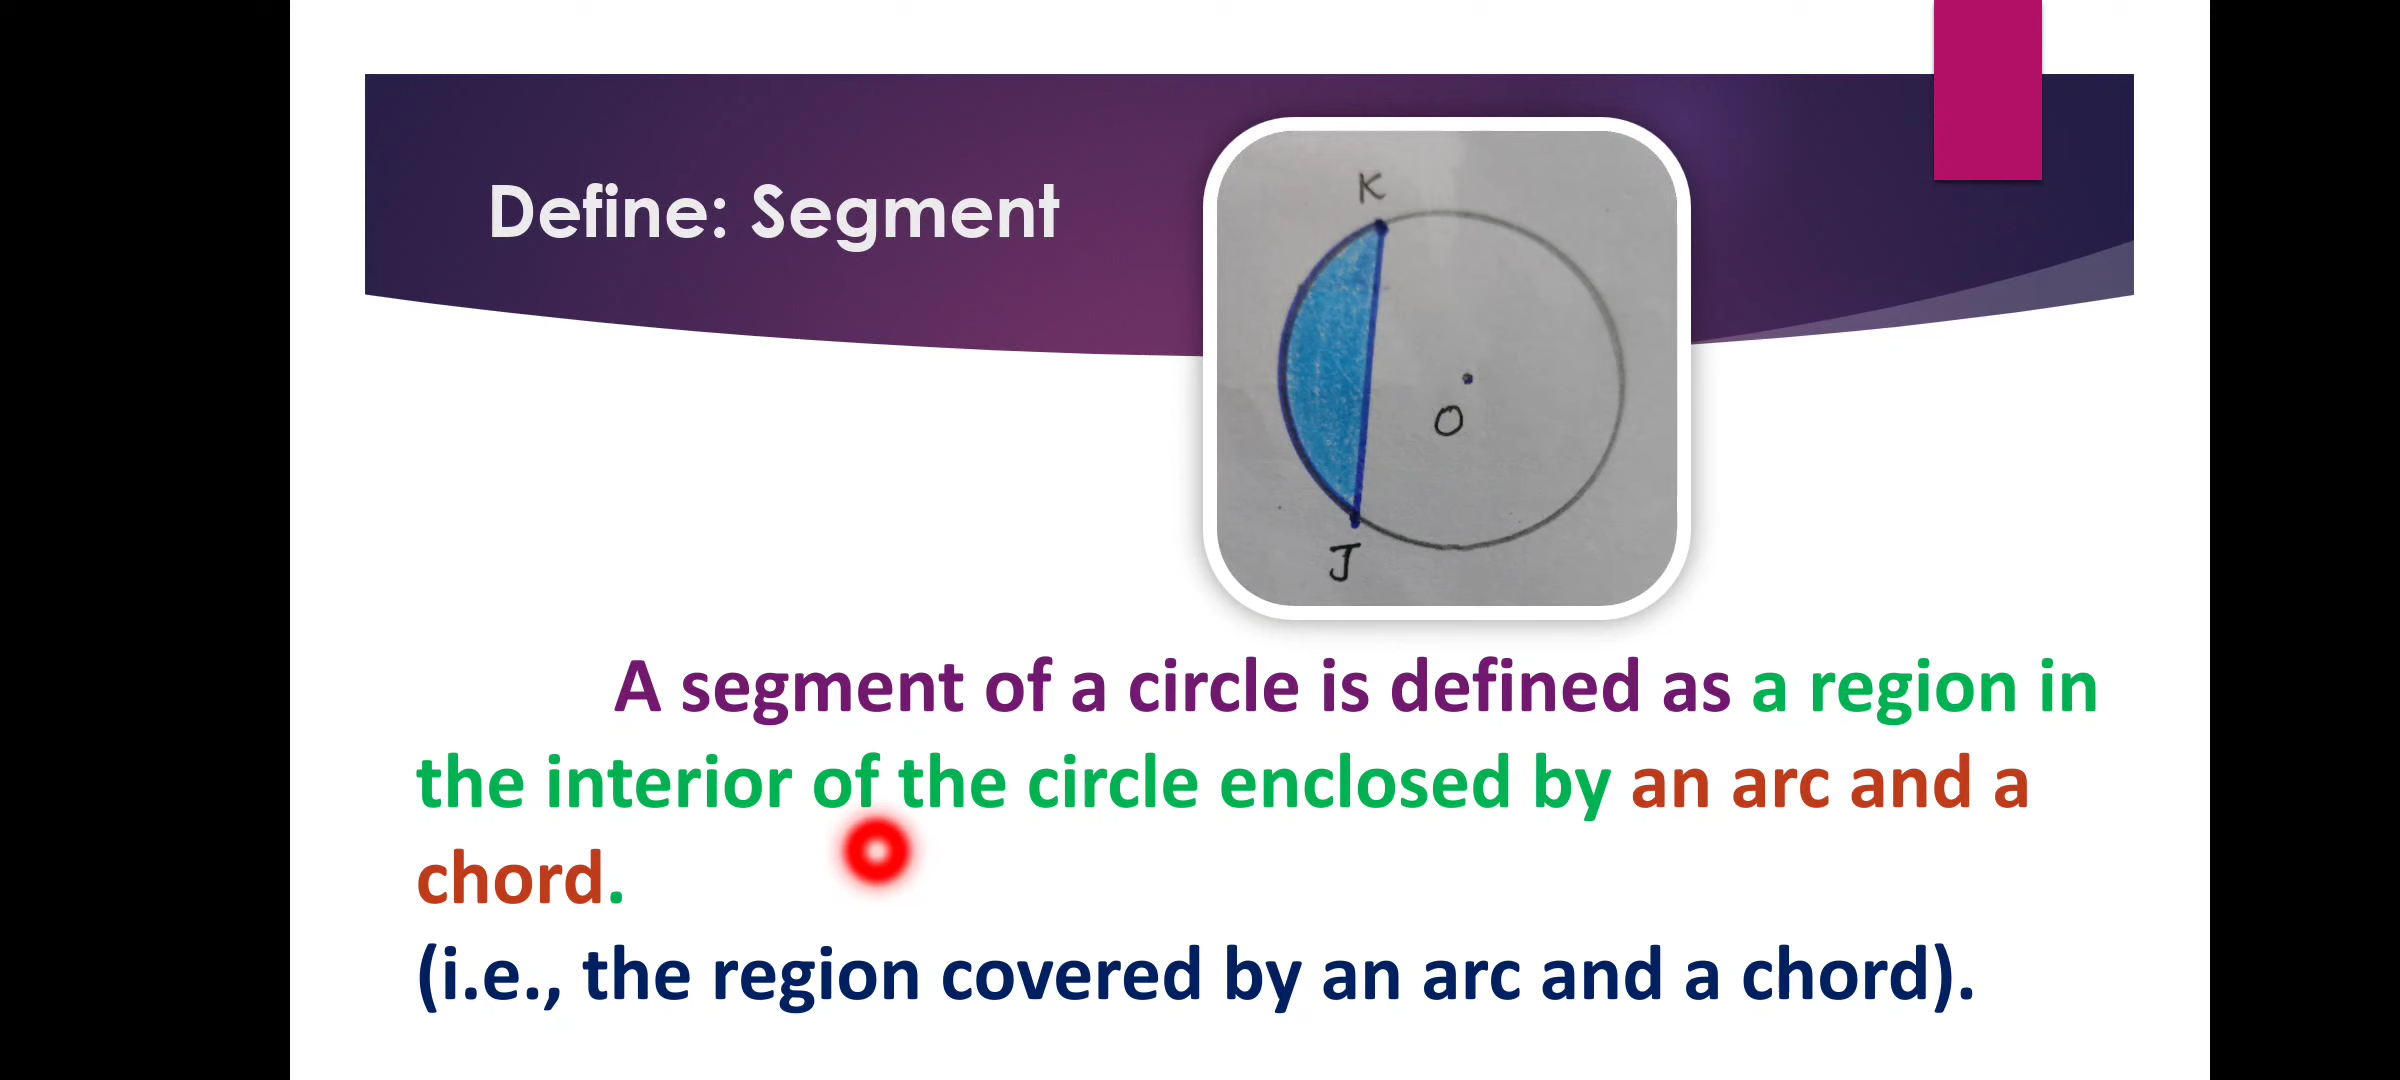 Define: Segment
K
O
J
A segment of a circle is defined as a region in
the interior of the circle enclosed by an arc and a
chord.
(i.e., the region covered by an arc and a chord).